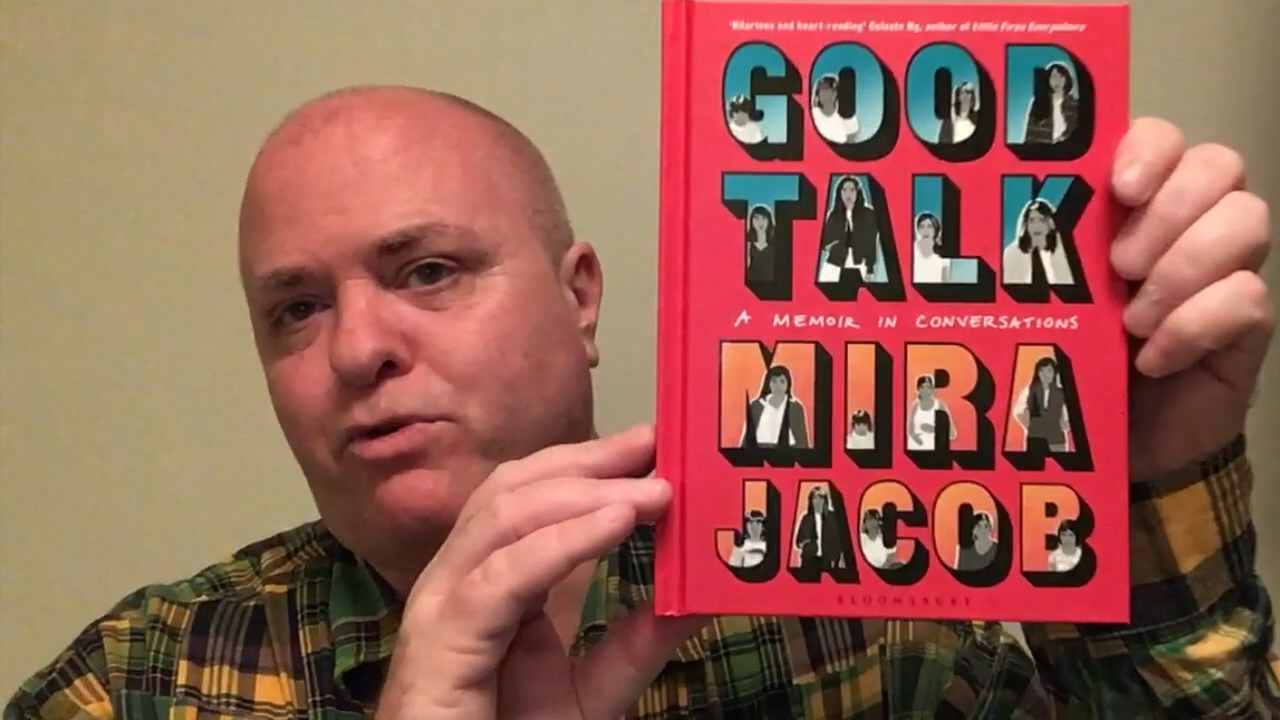 'Hilarious and heart-rending' Celeste Ng, author of Little Fires Everywhere
GOOD
TALK
A MEMOIR IN CONVERSATIONS
MIRA
JACOB
BLOOMSBURY